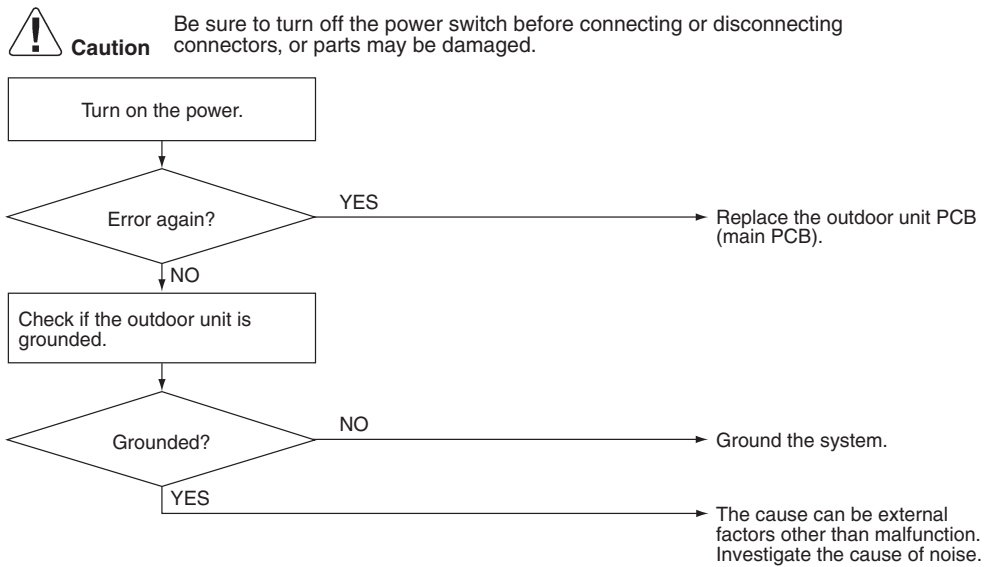 Caution
Be sure to turn off the power switch before connecting or disconnecting
connectors, or parts may be damaged.
Turn on the power.
Error again?
YES
Replace the outdoor unit PCB
(main PCB).
NO
Check if the outdoor unit is
grounded.
Grounded?
NO
Ground the system.
YES
The cause can be external
factors other than malfunction.
Investigate the cause of noise.